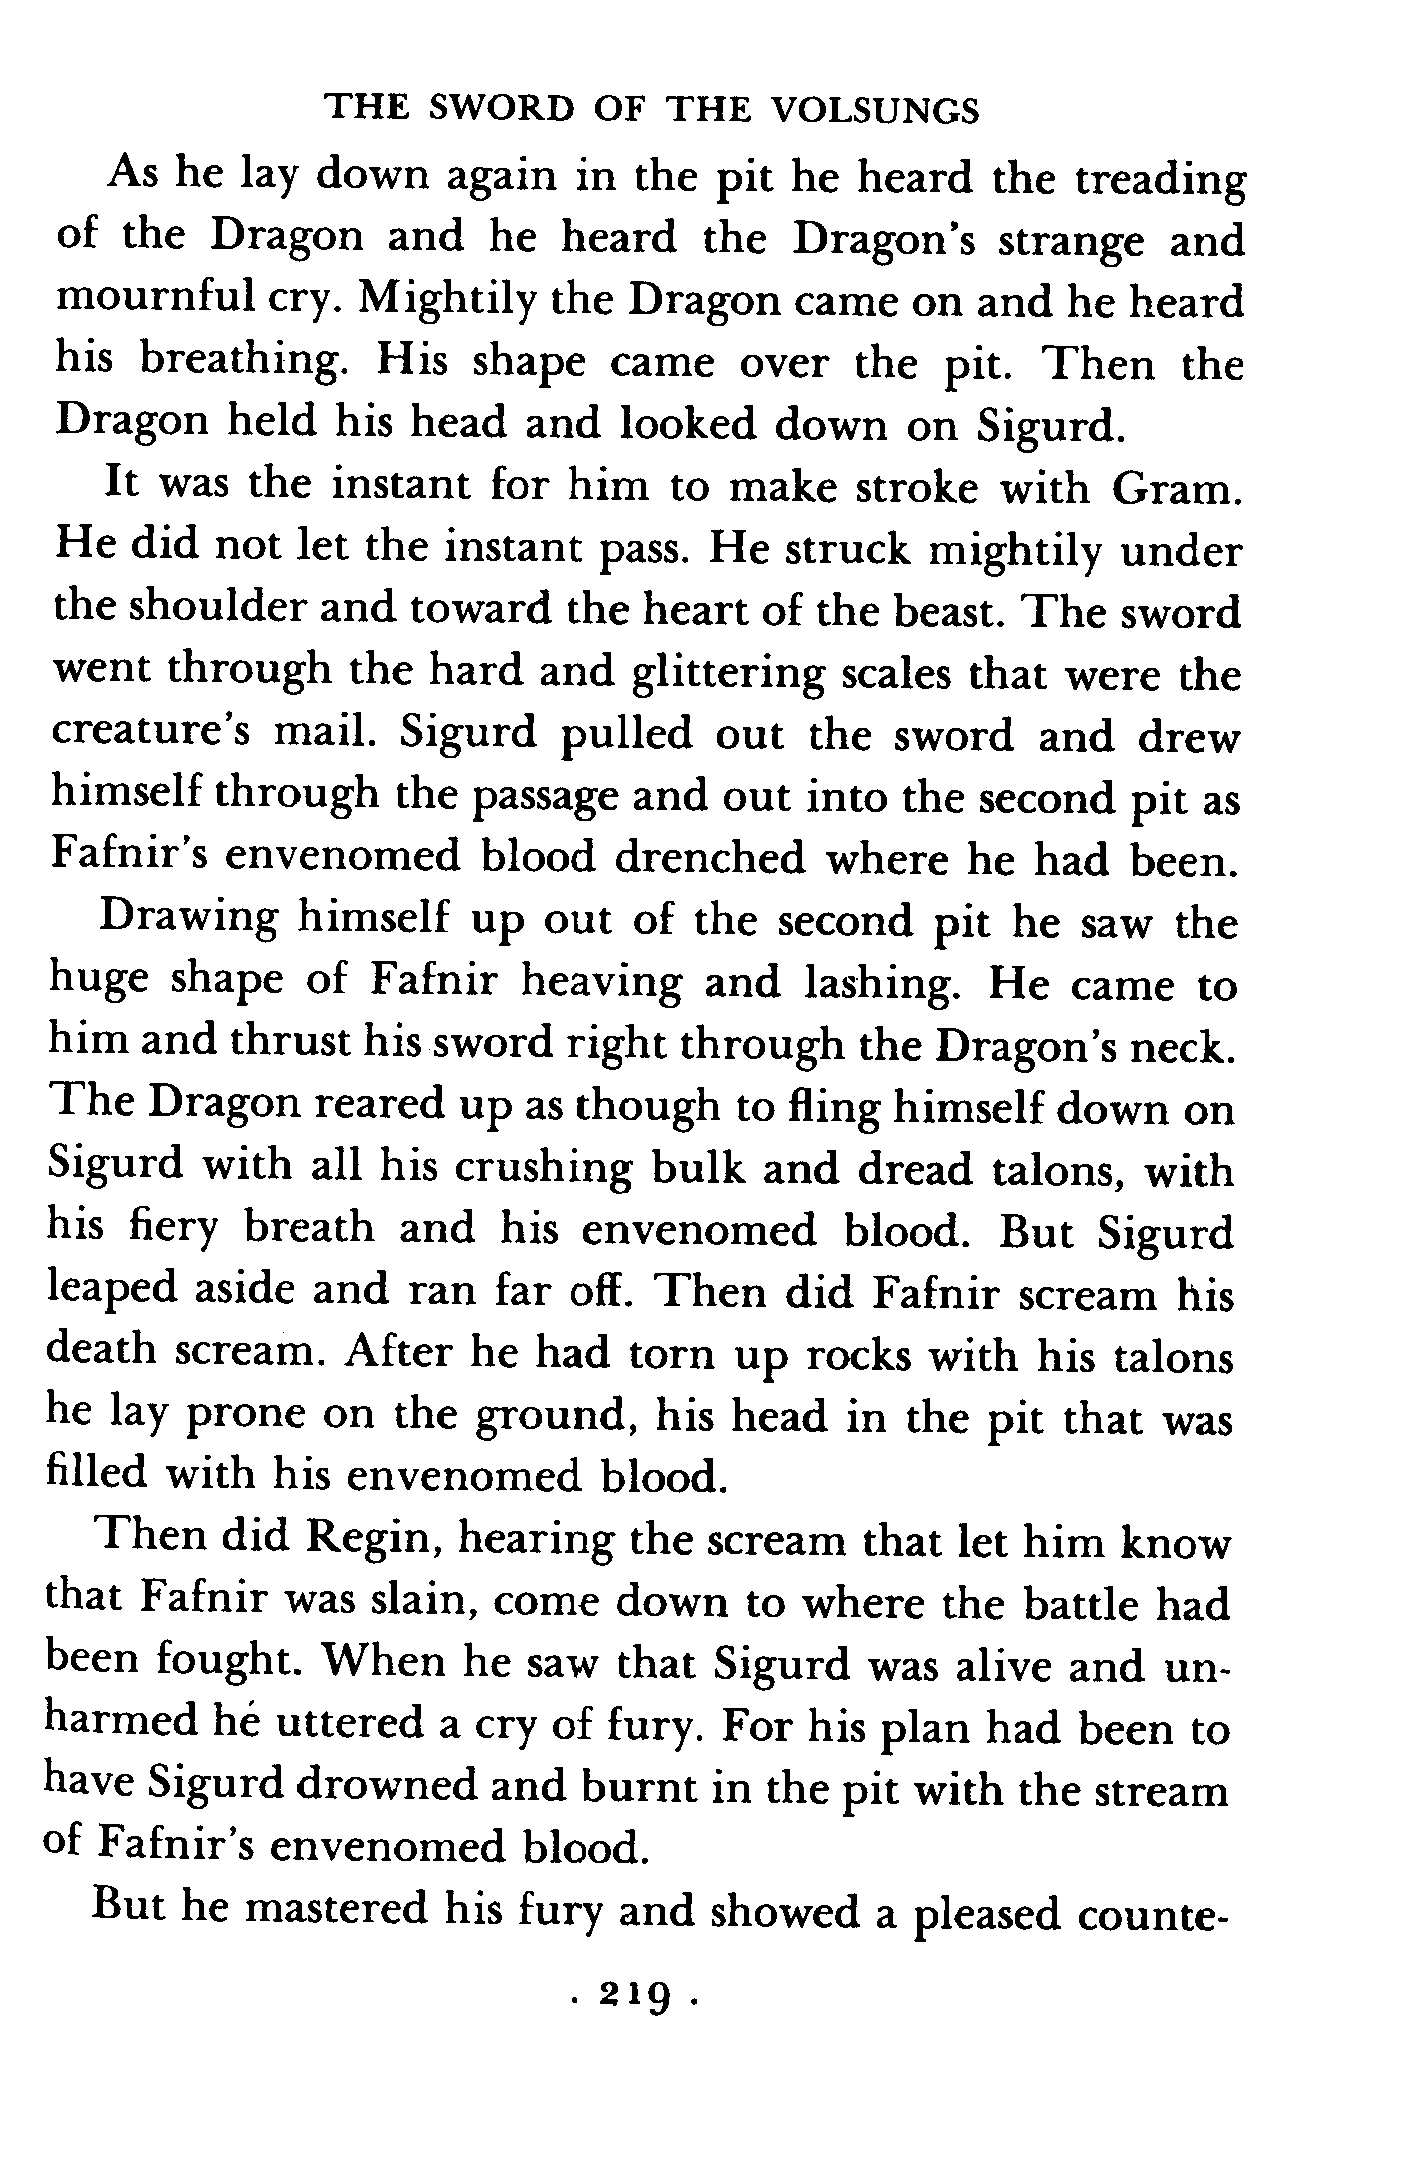 THE SWORD OF THE VOLSUNGS
As he lay down again in the pit he heard the treading
of the Dragon and he heard the Dragon's strange and
mournful cry. Mightily the Dragon came on and he heard
his breathing. His shape came over the pit. Then the
Dragon held his head and looked down on Sigurd.
It was the instant for him to make stroke with Gram.
He did not let the instant pass. He struck mightily under
the shoulder and toward the heart of the beast. The sword
went through the hard and glittering scales that were the
creature's mail. Sigurd pulled out the sword and drew
himself through the passage and out into the second pit as
Fafnir's envenomed blood drenched where he had been.
Drawing himself up out of the second pit he saw the
huge shape of Fafnir heaving and lashing. He came to
him and thrust his sword right through the Dragon's neck.
The Dragon reared up as though to fling himself down on
Sigurd with all his crushing bulk and dread talons, with
his fiery breath and his envenomed blood. But Sigurd
leaped aside and ran far off. Then did Fafnir scream his
death scream. After he had torn up rocks with his talons
he lay prone on the ground, his head in the pit that was
filled with his envenomed blood.
Then did Regin, hearing the scream that let him know
that Fafnir was slain, come down to where the battle had
been fought. When he saw that Sigurd was alive and un-
harmed he uttered a cry of fury. For his plan had been to
have Sigurd drowned and burnt in the pit with the stream
of Fafnir's envenomed blood.
But he mastered his fury and showed a pleased counte-
. 219 .